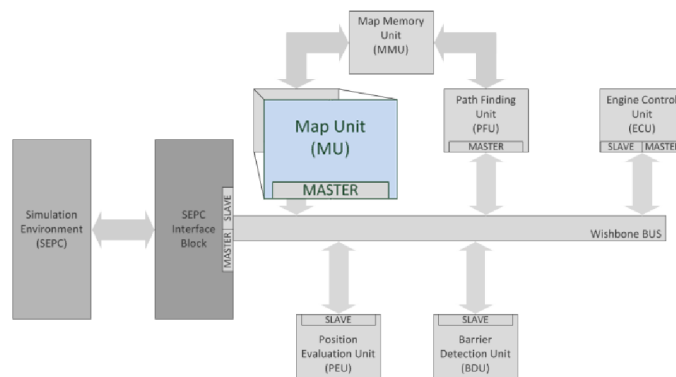 Map Memory
Unit
(MMU)
Map Unit
(MU)
MASTER
Path Finding
Unit
(PFU)
MASTER
Engine Control
Unit
(ECU)
SLAVE
MASTER
Simulation
Environment
(SEPC)
SEPC
Interface
Block
SLAVE
MASTER
Wishbone BUS
SLAVE
Position
Evaluation Unit
(PEU)
SLAVE
Barrier
Detection Unit
(BDU)